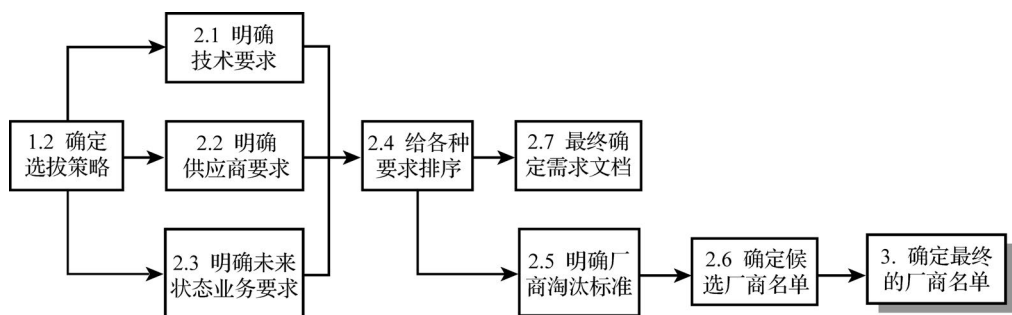 2.1 明确
技术要求
1.2 确定
选拔策略
2.2 明确
供应商要求
2.4 给各种
要求排序
2.7 最终确
定需求文档
2.3 明确未来
状态业务要求
2.5 明确厂
商淘汰标准
2.6 确定候
选厂商名单
3. 确定最终
的厂商名单